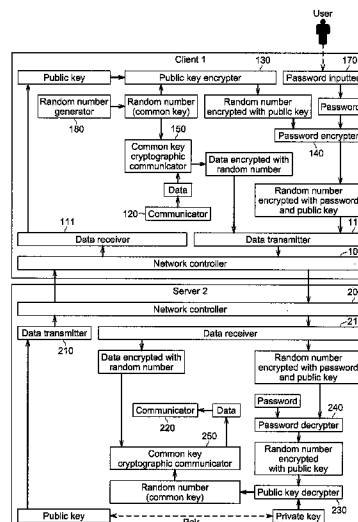 User
Client 1
130
170
Public key
Public key encrypter
Password inputter
Random number
generator
Random number
(common key)
Random number
encrypted with public key
Password
180
150
Password encrypter
140
Common key
cryptographic
communicator
Data encrypted with
random number
Data
120
Communicator
Random number
encrypted with password
and public key
111
Data receiver
Data transmitter
Network controller
Server 2
Network controller
Data transmitter
210
Data receiver
Data encrypted with
random number
Random number
encrypted with password
and public key
Password
240
Communicator
Data
220
Password decrypter
250
Common key
cryptographic communicator
Random number
encrypted
with public key
Random number
(common key)
Public key decrypter
230
Public key
Private key